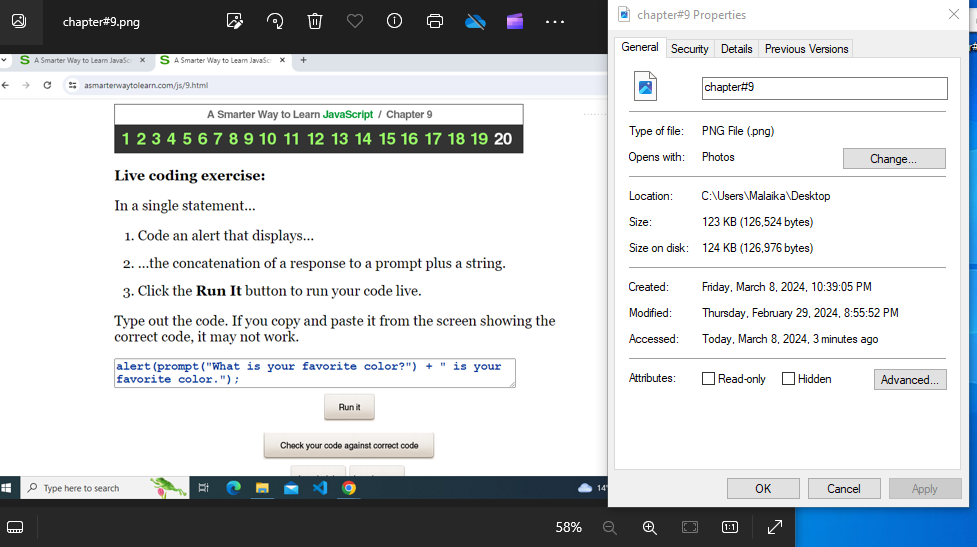 chapter#9.png
A Smarter Way to Learn JavaSc
A Smarter Way to Learn JavaSc
asmarterwaytolearn.com/js/9.html
A Smarter Way to Learn JavaScript / Chapter 9
1 2 3 4 5 6 7 8 9 10 11 12 13 14 15 16 17 18 19 20
Live coding exercise:
In a single statement...
1. Code an alert that displays...
2. ...the concatenation of a response to a prompt plus a string.
3. Click the Run It button to run your code live.
Type out the code. If you copy and paste it from the screen showing the
correct code, it may not work.
alert(prompt("What is your favorite color?") + " is your
favorite color.");
Run it
Check your code against correct code
Type here to search
14°
58%
1:1
chapter#9 Properties
General Security Details Previous Versions
chapter#9
Type of file: PNG File (.png)
Opens with: Photos Change...
Location: C:\Users\Malaika\Desktop
Size: 123 KB (126,524 bytes)
Size on disk: 124 KB (126,976 bytes)
Created: Friday, March 8, 2024, 10:39:05 PM
Modified: Thursday, February 29, 2024, 8:55:52 PM
Accessed: Today, March 8, 2024, 3 minutes ago
Attributes: Read-only Hidden Advanced...
OK Cancel Apply